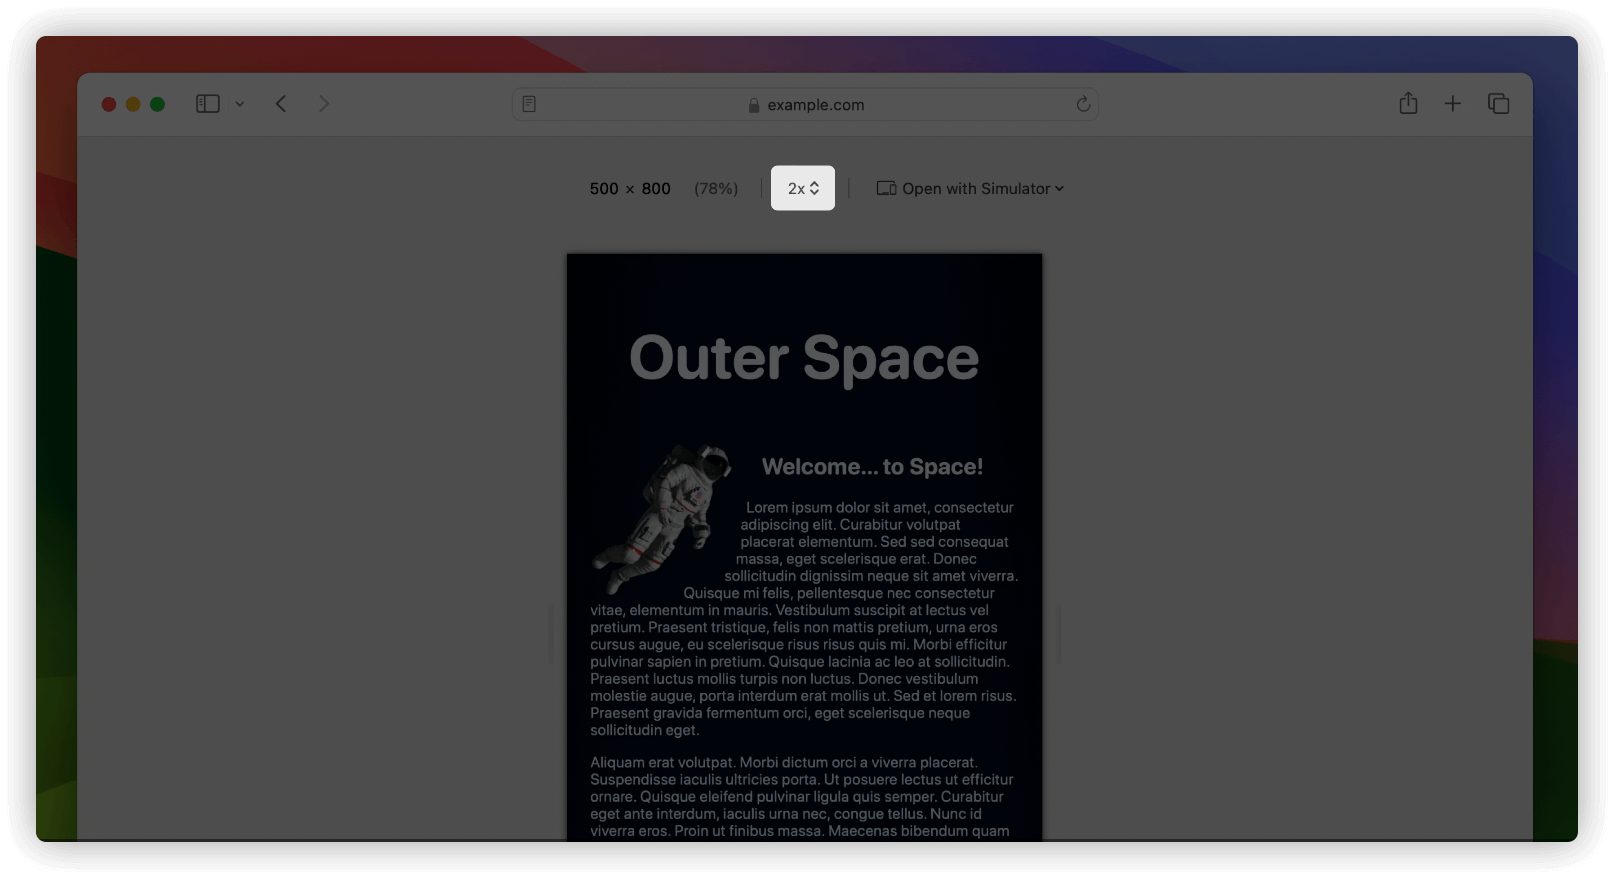 example.com
500 × 800 (78%) 2x Open with Simulator
Outer Space
Welcome... to Space!
Lorem ipsum dolor sit amet, consectetur
adipiscing elit. Curabitur volutpat
placerat elementum. Sed sed consequat
massa, eget scelerisque erat. Donec
sollicitudin dignissim neque sit amet viverra.
Quisque mi felis, pellentesque nec consectetur
vitae, elementum in mauris. Vestibulum suscipit at lectus vel
pretium. Praesent tristique, felis non mattis pretium, urna eros
cursus augue, eu scelerisque risus risus quis mi. Morbi efficitur
pulvinar sapien in pretium. Quisque lacinia ac leo at sollicitudin.
Praesent luctus mollis turpis non luctus. Donec vestibulum
molestie augue, porta interdum erat mollis ut. Sed et lorem risus.
Praesent gravida fermentum orci, eget scelerisque neque
sollicitudin eget.
Aliquam erat volutpat. Morbi dictum orci a viverra placerat.
Suspendisse iaculis ultricies porta. Ut posuere lectus ut efficitur
ornare. Quisque eleifend pulvinar ligula quis semper. Curabitur
eget ante interdum, iaculis urna nec, congue tellus. Nunc id
viverra eros. Proin ut finibus massa. Maecenas bibendum quam